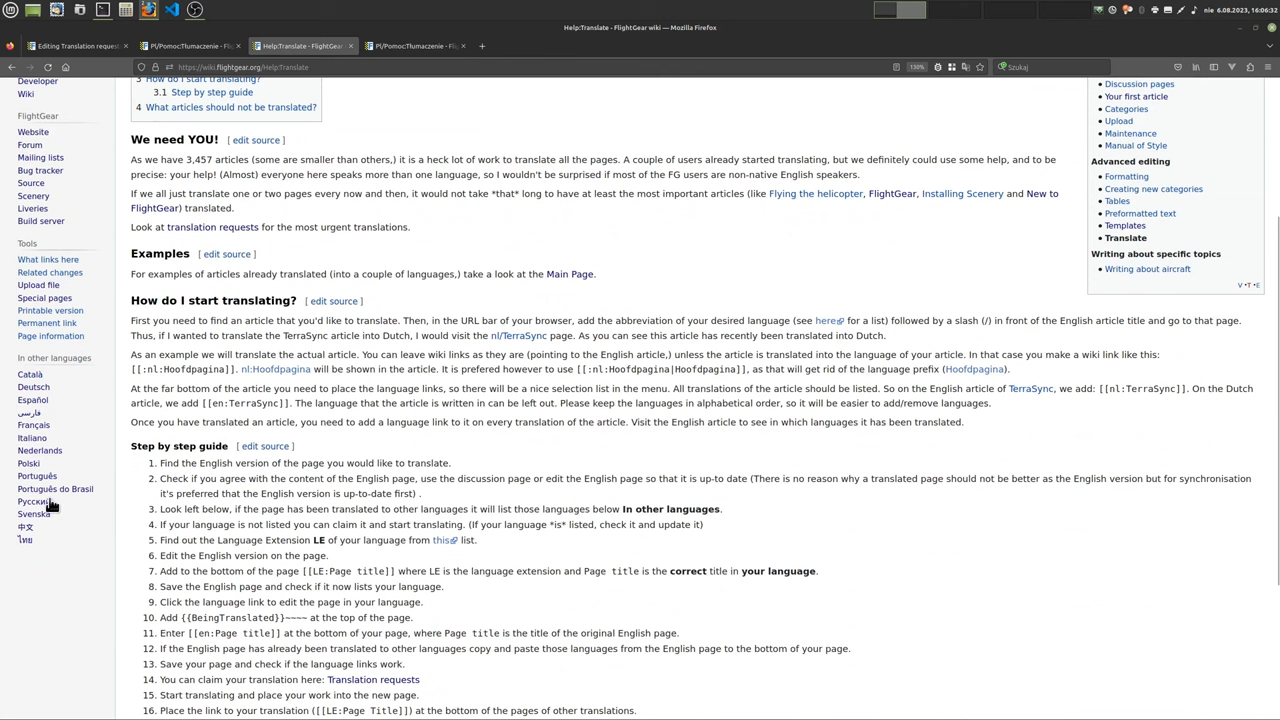 nie 6.08.2023, 16:06:32
Help:Translate - FlightGear wiki — Mozilla Firefox
Editing Translation reques
Pl/Pomoc:Tłumaczenie - Fli
Help:Translate - FlightGear
Pl/Pomoc:Tłumaczenie - Fli
https://wiki.flightgear.org/Help:Translate
130%
Szukaj
Developer
Wiki
FlightGear
Website
Forum
Mailing lists
Bug tracker
Source
Scenery
Liveries
Build server
Tools
What links here
Related changes
Upload file
Special pages
Printable version
Permanent link
Page information
In other languages
Català
Deutsch
Español
فارسی
Français
Italiano
Nederlands
Polski
Português
Português do Brasil
Русский
Svenska
中文
ไทย
3 How do I start translating?
3.1 Step by step guide
4 What articles should not be translated?
We need YOU! [ edit source ]
As we have 3,457 articles (some are smaller than others,) it is a heck lot of work to translate all the pages. A couple of users already started translating, but we definitely could use some help, and to
be precise: your help! (Almost) everyone here speaks more than one language, so I wouldn't be surprised if most of the FG users are non-native English speakers.
If we all just translate one or two pages every now and then, it would not take *that* long to have at least the most important articles (like Flying the helicopter, FlightGear, Installing Scenery and New to
FlightGear) translated.
Look at translation requests for the most urgent translations.
Examples [ edit source ]
For examples of articles already translated (into a couple of languages,) take a look at the Main Page.
How do I start translating? [ edit source ]
First you need to find an article that you'd like to translate. Then, in the URL bar of your browser, add the abbreviation of your desired language (see here for a list) followed by a slash (/) in front of the English article title and go to that page.
Thus, if I wanted to translate the TerraSync article into Dutch, I would visit the nl/TerraSync page. As you can see this article has recently been translated into Dutch.
As an example we will translate the actual article. You can leave wiki links as they are (pointing to the English article,) unless the article is translated into the language of your article. In that case you make a wiki link like this:
[[:nl:Hoofdpagina]]. nl:Hoofdpagina will be shown in the article. It is prefered however to use [[:nl:Hoofdpagina|Hoofdpagina]], as that will get rid of the language prefix (Hoofdpagina).
At the far bottom of the article you need to place the language links, so there will be a nice selection list in the menu. All translations of the article should be listed. So on the English article of TerraSync, we add: [[nl:TerraSync]]. On the Dutch
article, we add [[en:TerraSync]]. The language that the article is written in can be left out. Please keep the languages in alphabetical order, so it will be easier to add/remove languages.
Once you have translated an article, you need to add a language link to it on every translation of the article. Visit the English article to see in which languages it has been translated.
Step by step guide [ edit source ]
1. Find the English version of the page you would like to translate.
2. Check if you agree with the content of the English page, use the discussion page or edit the English page so that it is up-to date (There is no reason why a translated page should not be better as the English version but for synchronisation
it's preferred that the English version is up-to-date first) .
3. Look left below, if the page has been translated to other languages it will list those languages below In other languages.
4. If your language is not listed you can claim it and start translating. (If your language *is* listed, check it and update it)
5. Find out the Language Extension LE of your language from this list.
6. Edit the English version on the page.
7. Add to the bottom of the page [[LE:Page title]] where LE is the language extension and Page title is the correct title in your language.
8. Save the English page and check if it now lists your language.
9. Click the language link to edit the page in your language.
10. Add {{BeingTranslated}}~~~~ at the top of the page.
11. Enter [[en:Page title]] at the bottom of your page, where Page title is the title of the original English page.
12. If the English page has already been translated to other languages copy and paste those languages from the English page to the bottom of your page.
13. Save your page and check if the language links work.
14. You can claim your translation here: Translation requests
15. Start translating and place your work into the new page.
16. Place the link to your translation ([[LE:Page Title]]) at the bottom of the pages of other translations.
Discussion pages
Your first article
Categories
Upload
Maintenance
Manual of Style
Advanced editing
Formatting
Creating new categories
Tables
Preformatted text
Templates
Translate
Writing about specific topics
Writing about aircraft
V • T • E